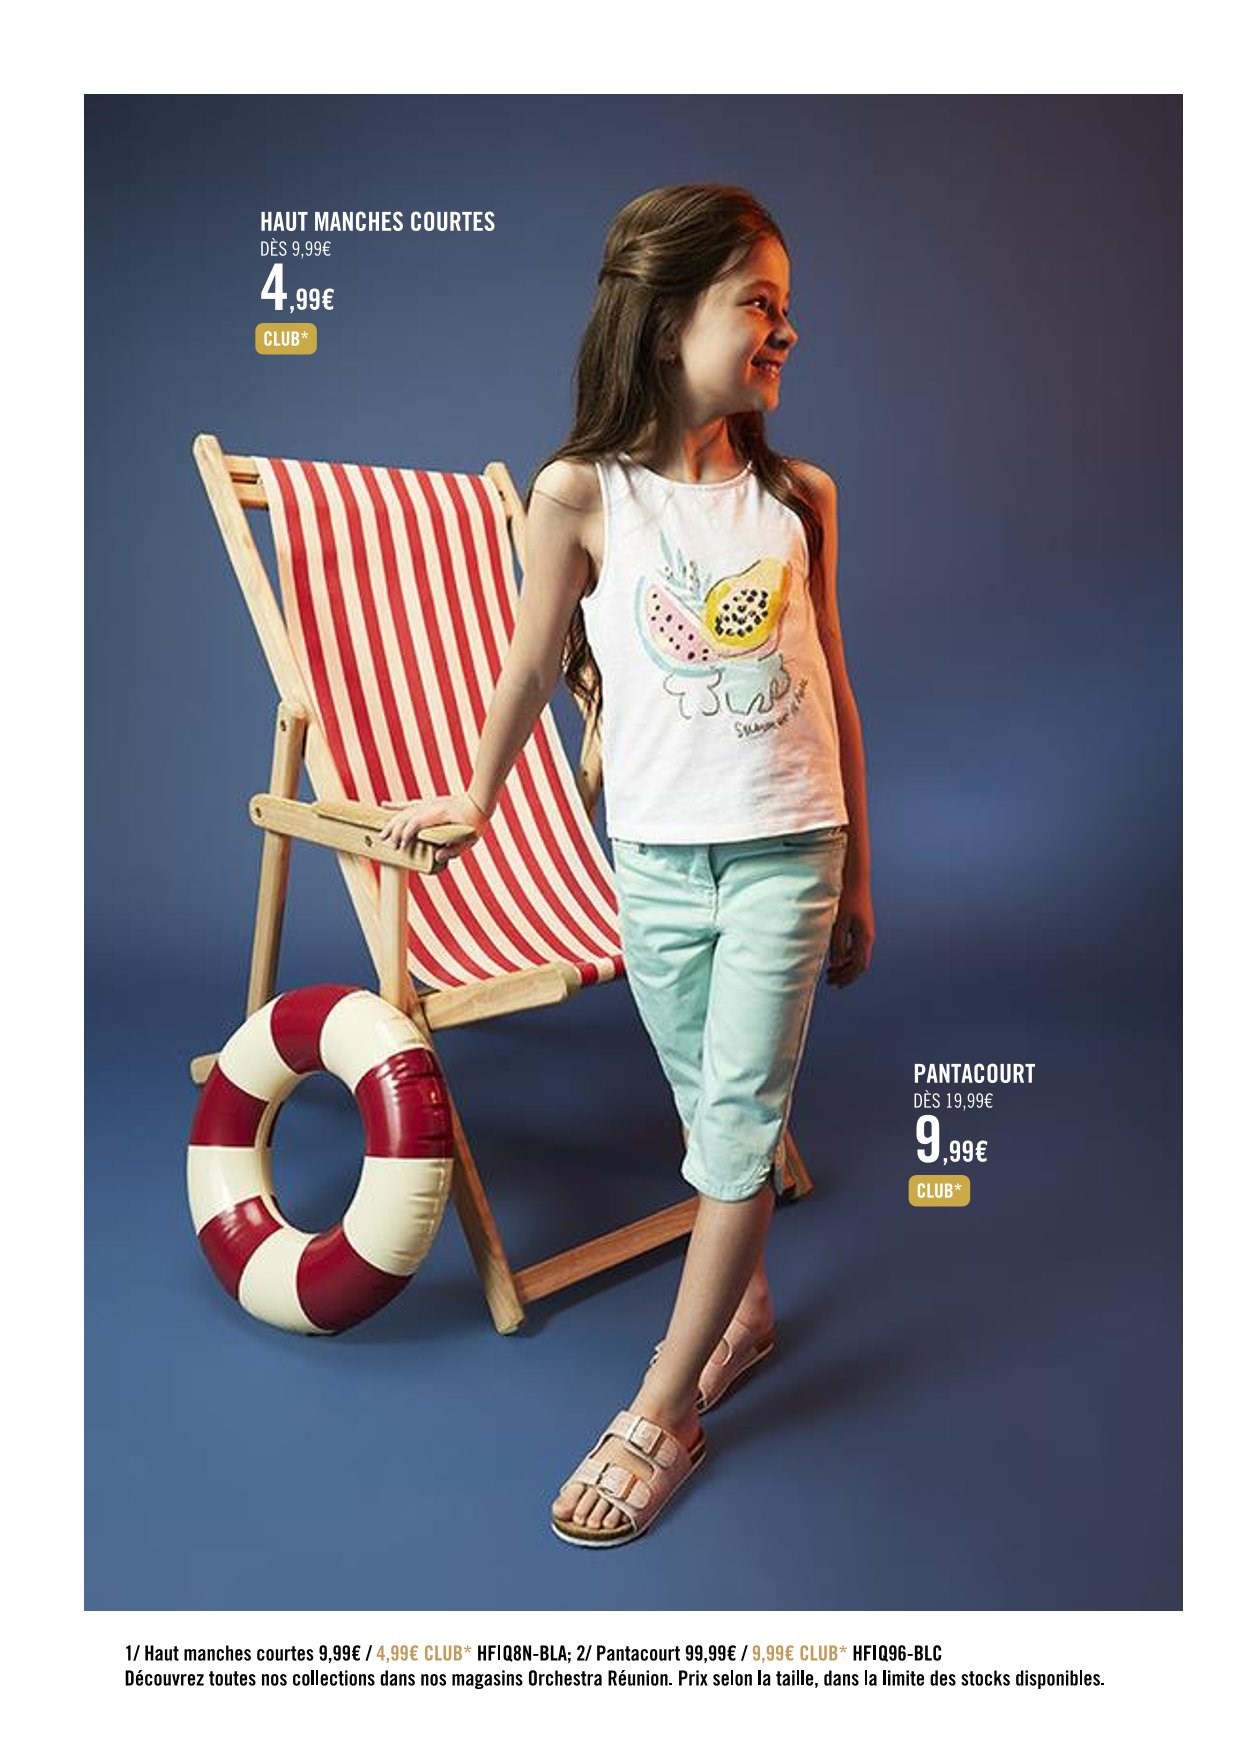 HAUT MANCHES COURTES
DÈS 9,99€
4,99€
CLUB*
PANTACOURT
DÈS 19,99€
9,99€
CLUB*
1/ Haut manches courtes 9,99€ / 4,99€ CLUB* HFIQ8N-BLA; 2/ Pantacourt 99,99€ / 9,99€ CLUB* HFIQ96-BLC
Découvrez toutes nos collections dans nos magasins Orchestra Réunion. Prix selon la taille, dans la limite des stocks disponibles.